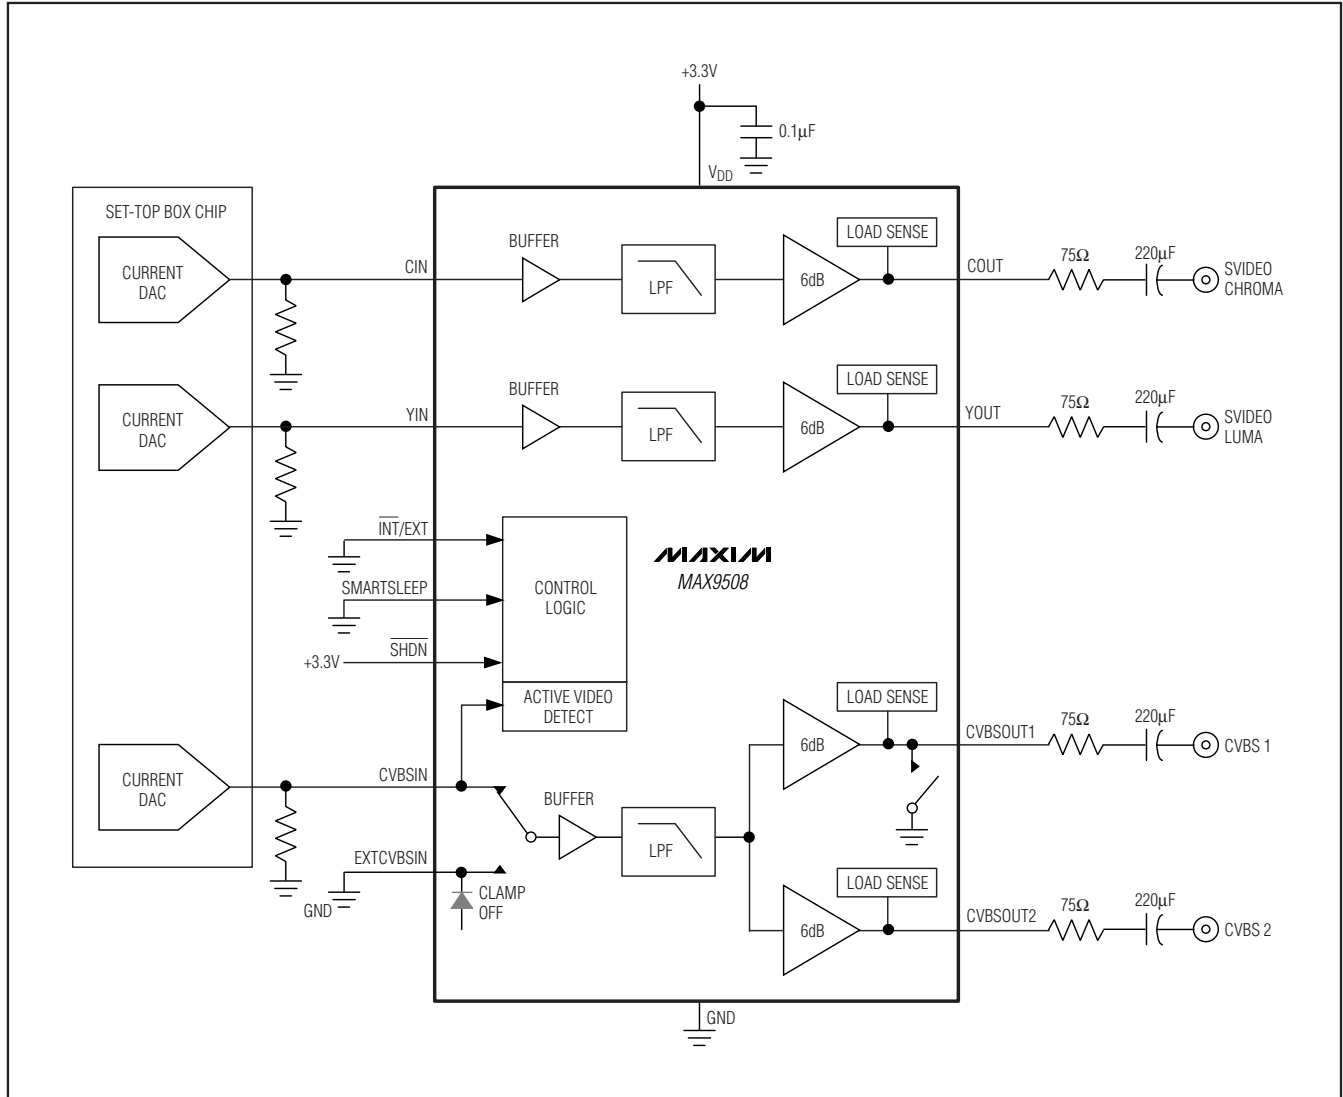 +3.3V
0.1μF
VDD
SET-TOP BOX CHIP
CURRENT
DAC
CIN
BUFFER
LPF
6dB
LOAD SENSE
COUT
75Ω
220μF
SVIDEO
CHROMA
CURRENT
DAC
YIN
BUFFER
LPF
6dB
LOAD SENSE
YOUT
75Ω
220μF
SVIDEO
LUMA
INT/EXT
SMARTSLEEP
+3.3V
SHDN
CONTROL
LOGIC
ACTIVE VIDEO
DETECT
MAXIM
MAX9508
CURRENT
DAC
CVBSIN
EXTCVBSIN
GND
CLAMP
OFF
BUFFER
LPF
6dB
LOAD SENSE
CVBSOUT1
75Ω
220μF
CVBS 1
6dB
LOAD SENSE
CVBSOUT2
75Ω
220μF
CVBS 2
GND